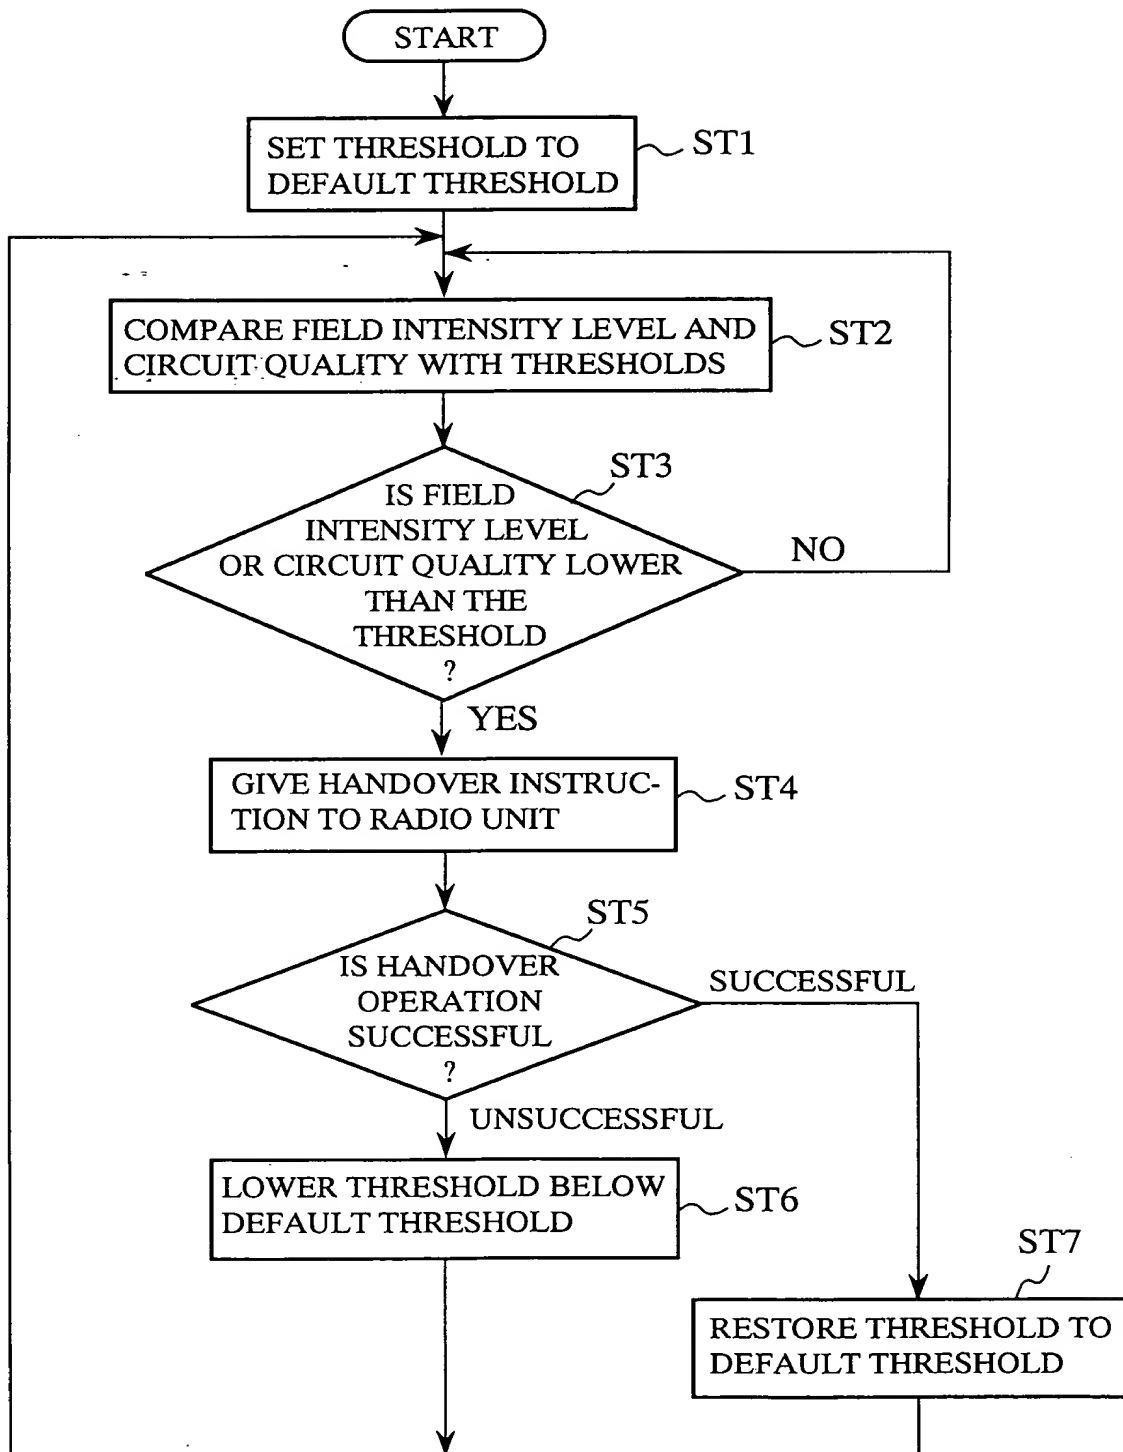 START
SET THRESHOLD TO
DEFAULT THRESHOLD
ST1
COMPARE FIELD INTENSITY LEVEL AND
CIRCUIT QUALITY WITH THRESHOLDS
ST2
ST3
IS FIELD
INTENSITY LEVEL
OR CIRCUIT QUALITY LOWER
THAN THE
THRESHOLD
?
NO
YES
GIVE HANDOVER INSTRUC-
TION TO RADIO UNIT
ST4
ST5
IS HANDOVER
OPERATION
SUCCESSFUL
?
SUCCESSFUL
UNSUCCESSFUL
LOWER THRESHOLD BELOW
DEFAULT THRESHOLD
ST6
ST7
RESTORE THRESHOLD TO
DEFAULT THRESHOLD